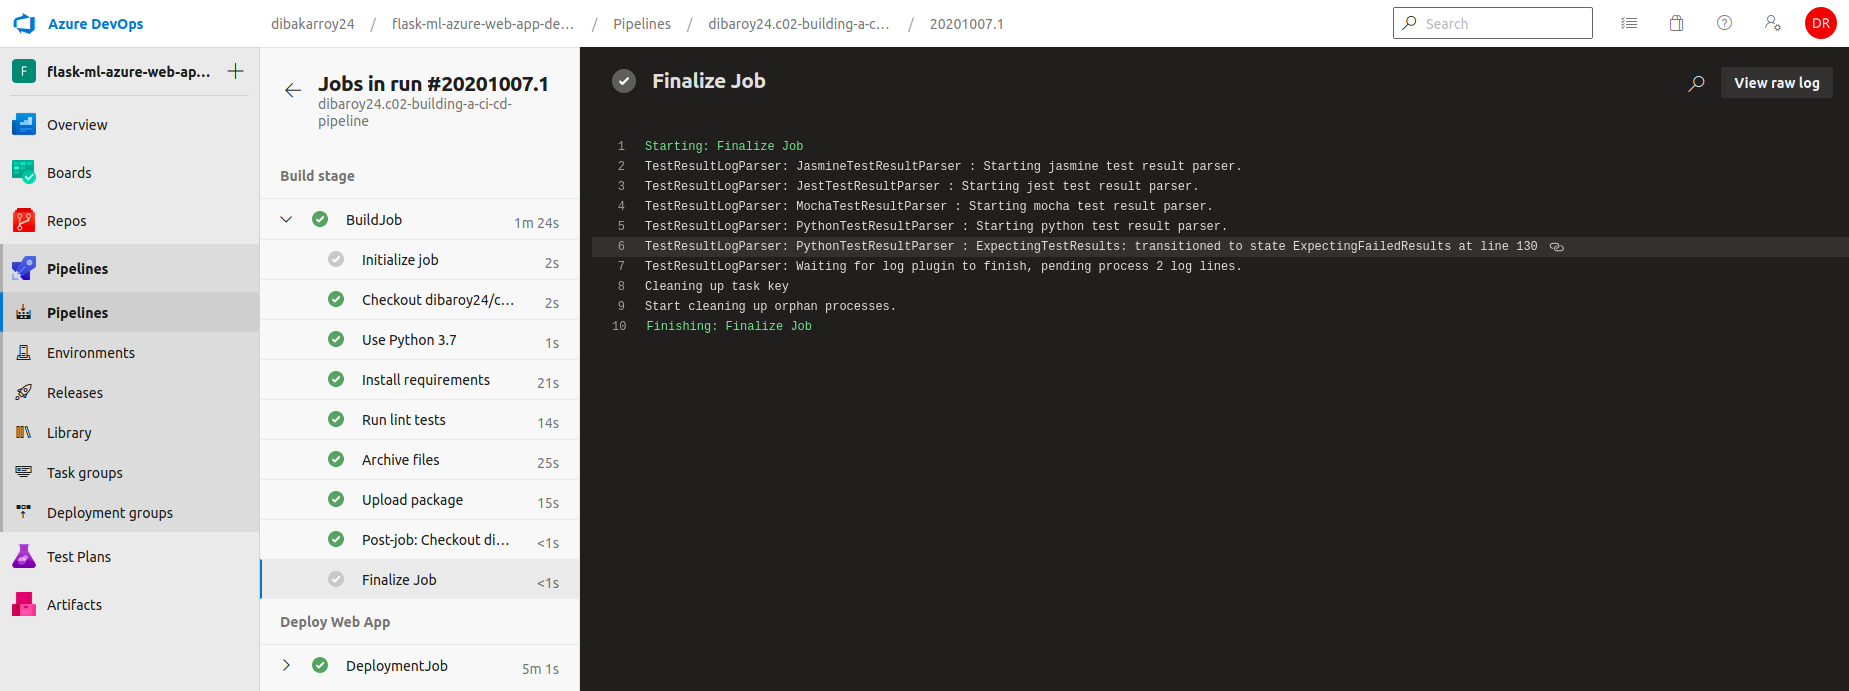 Azure DevOps
dibakarroy24 / flask-ml-azure-web-app-de... / Pipelines / dibaroy24.c02-building-a-c... / 20201007.1
Search
DR
F flask-ml-azure-web-ap...
Overview
Boards
Repos
Pipelines
Pipelines
Environments
Releases
Library
Task groups
Deployment groups
Test Plans
Artifacts
Jobs in run #20201007.1
dibaroy24.c02-building-a-ci-cd-
pipeline
Build stage
BuildJob 1m 24s
Initialize job 2s
Checkout dibaroy24/c... 2s
Use Python 3.7 1s
Install requirements 21s
Run lint tests 14s
Archive files 25s
Upload package 15s
Post-job: Checkout di... <1s
Finalize Job <1s
Deploy Web App
DeploymentJob 5m 1s
Finalize Job
View raw log
1 Starting: Finalize Job
2 TestResultLogParser: JasmineTestResultParser : Starting jasmine test result parser.
3 TestResultLogParser: JestTestResultParser : Starting jest test result parser.
4 TestResultLogParser: MochaTestResultParser : Starting mocha test result parser.
5 TestResultLogParser: PythonTestResultParser : Starting python test result parser.
6 TestResultLogParser: PythonTestResultParser : ExpectingTestResults: transitioned to state ExpectingFailedResults at line 130
7 TestResultLogParser: Waiting for log plugin to finish, pending process 2 log lines.
8 Cleaning up task key
9 Start cleaning up orphan processes.
10 Finishing: Finalize Job